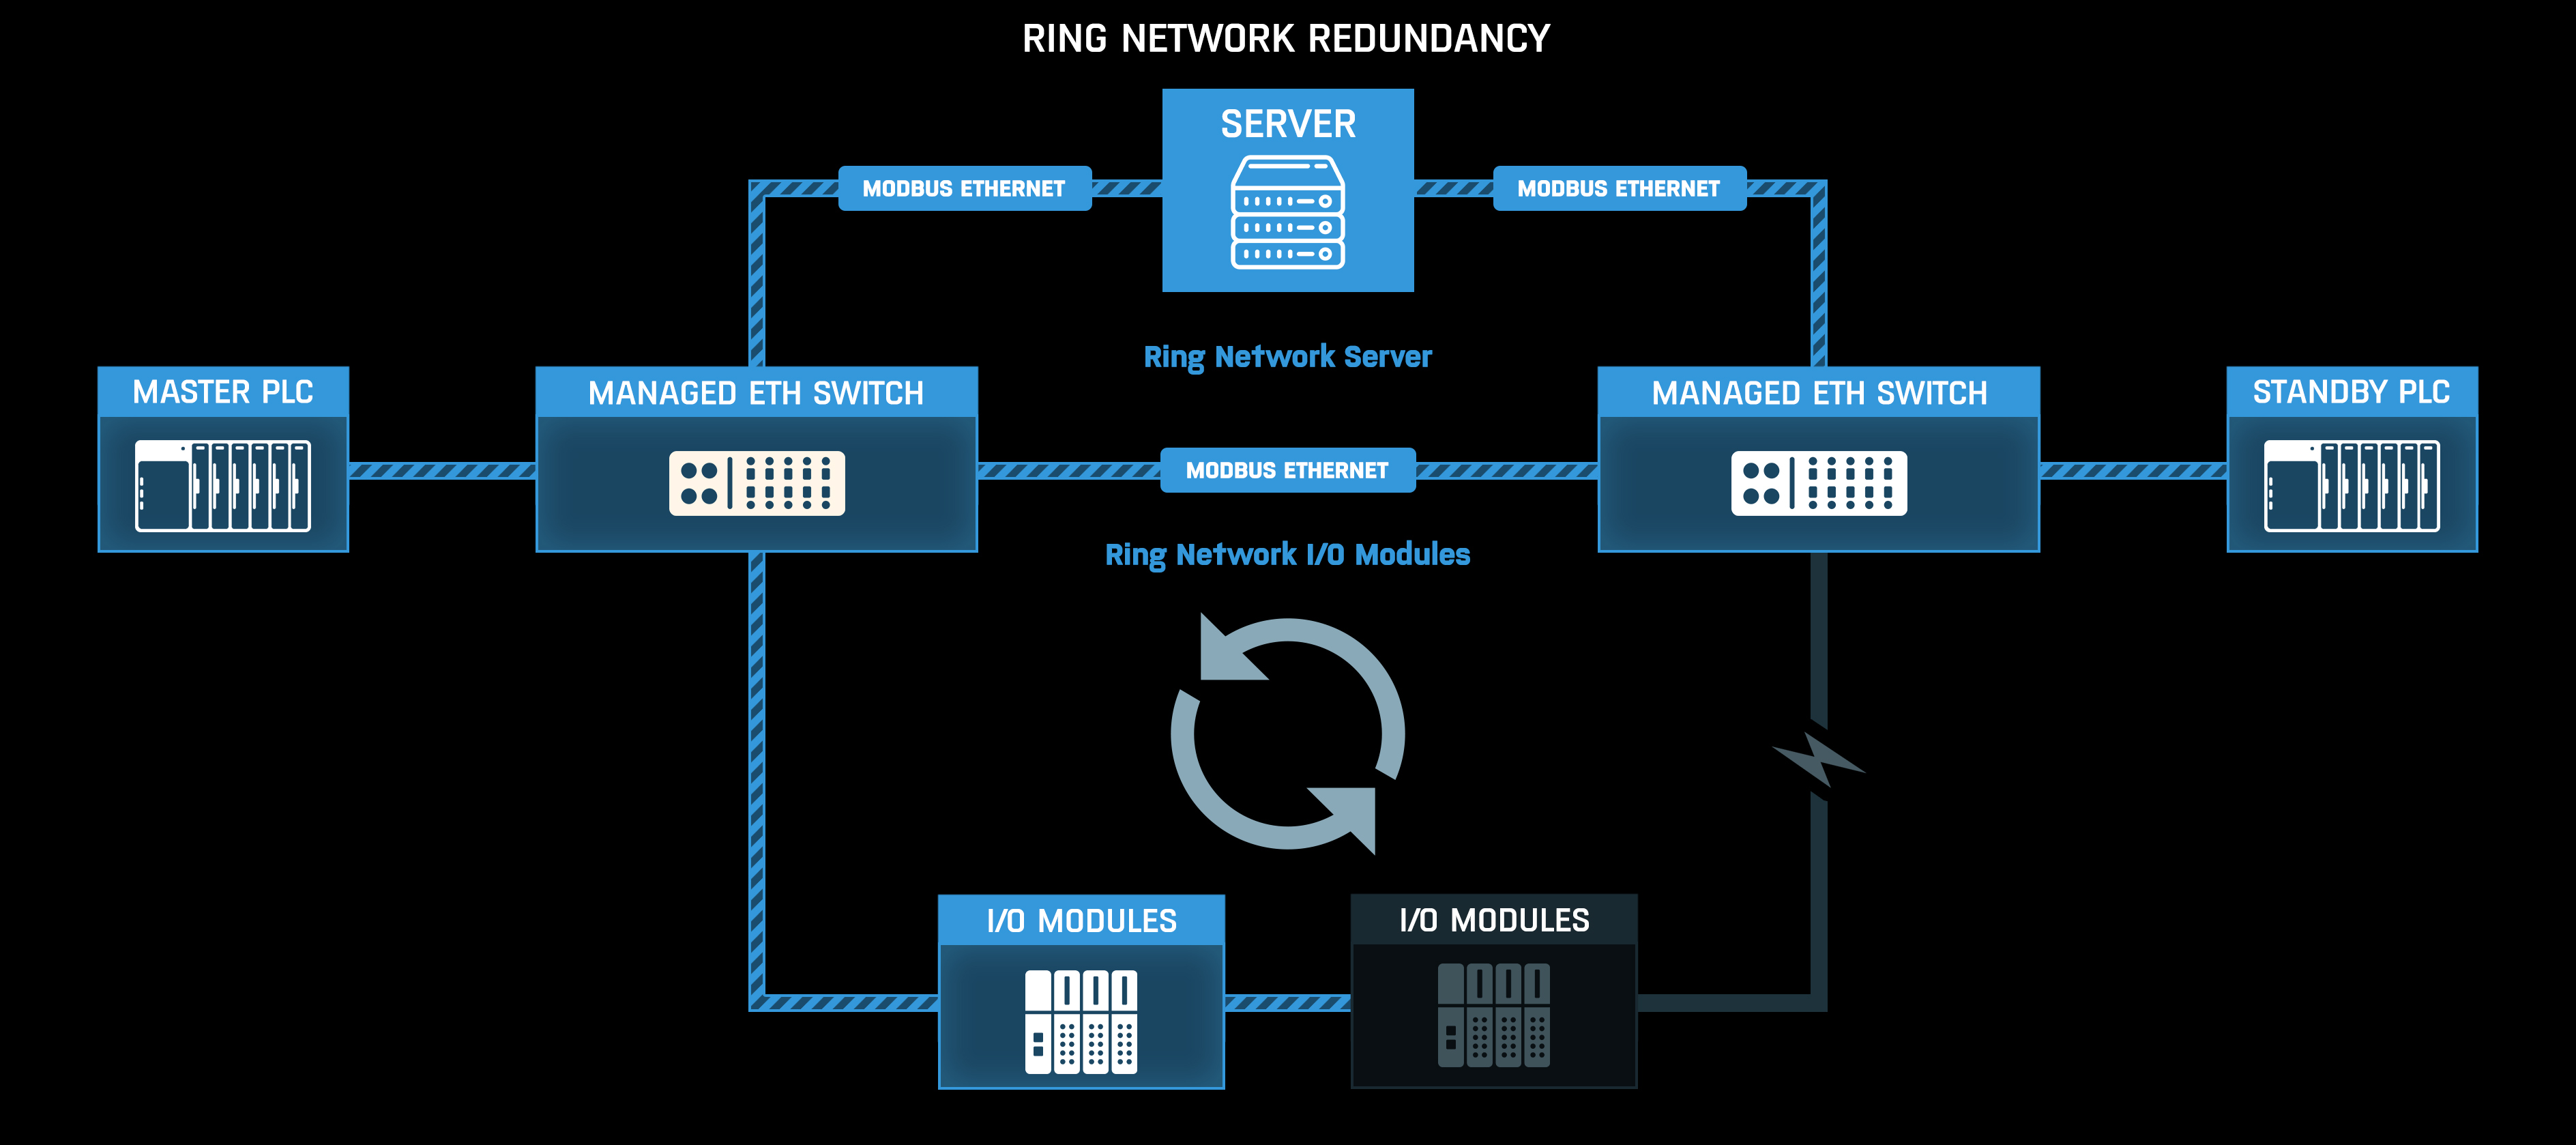 RING NETWORK REDUNDANCY
SERVER
MODBUS ETHERNET
MODBUS ETHERNET
Ring Network Server
MASTER PLC
MANAGED ETH SWITCH
MANAGED ETH SWITCH
STANDBY PLC
MODBUS ETHERNET
Ring Network I/O Modules
I/O MODULES
I/O MODULES